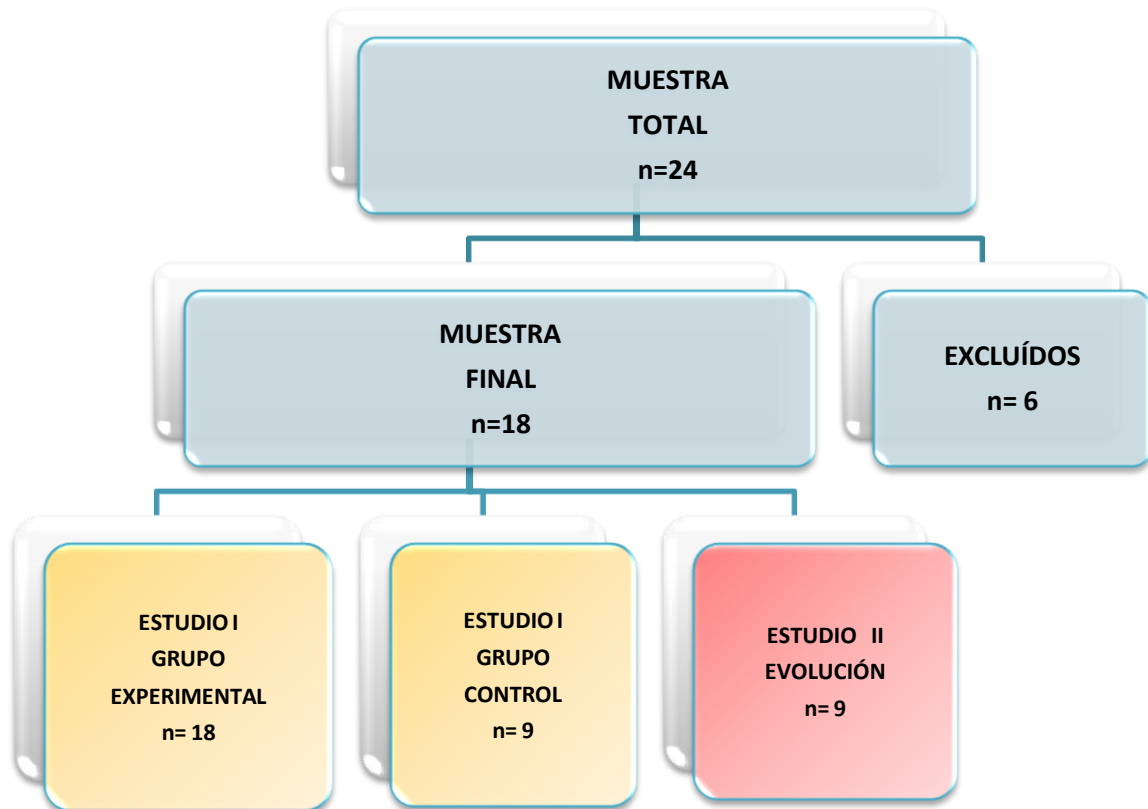 MUESTRA
TOTAL
n=24
MUESTRA
FINAL
n=18
EXCLUÍDOS
n= 6
ESTUDIO I
GRUPO
EXPERIMENTAL
n= 18
ESTUDIO I
GRUPO
CONTROL
n= 9
ESTUDIO II
EVOLUCIÓN
n= 9